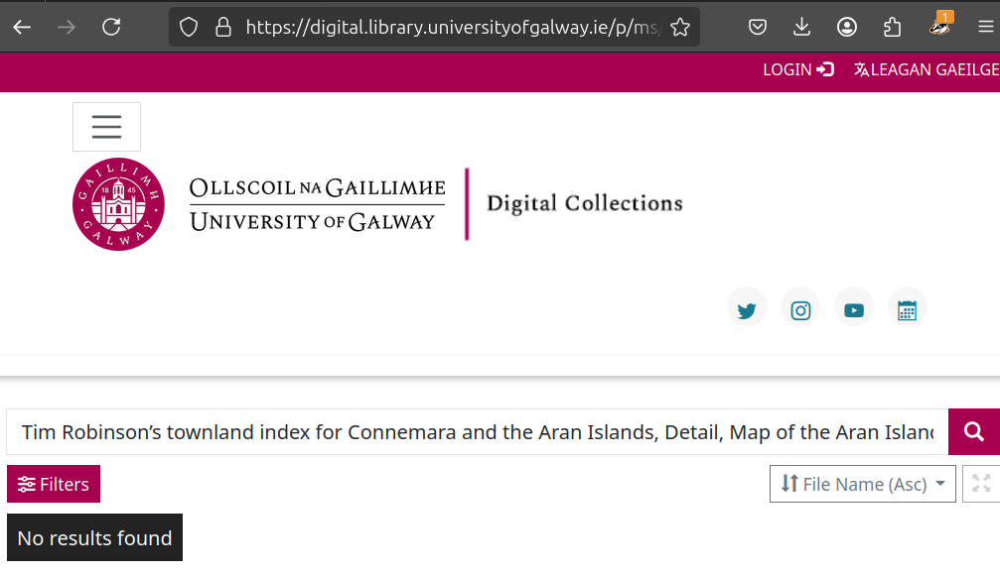 https://digital.library.universityofgalway.ie/p/ms/
1
LOGIN LEAGAN GAEILGE
GAILLIMH
18 45
GALWAY
OLLSCOIL NA GAILLIMHE
UNIVERSITY OF GALWAY
Digital Collections
Tim Robinson’s townland index for Connemara and the Aran Islands, Detail, Map of the Aran Islan
Filters
File Name (Asc)
No results found